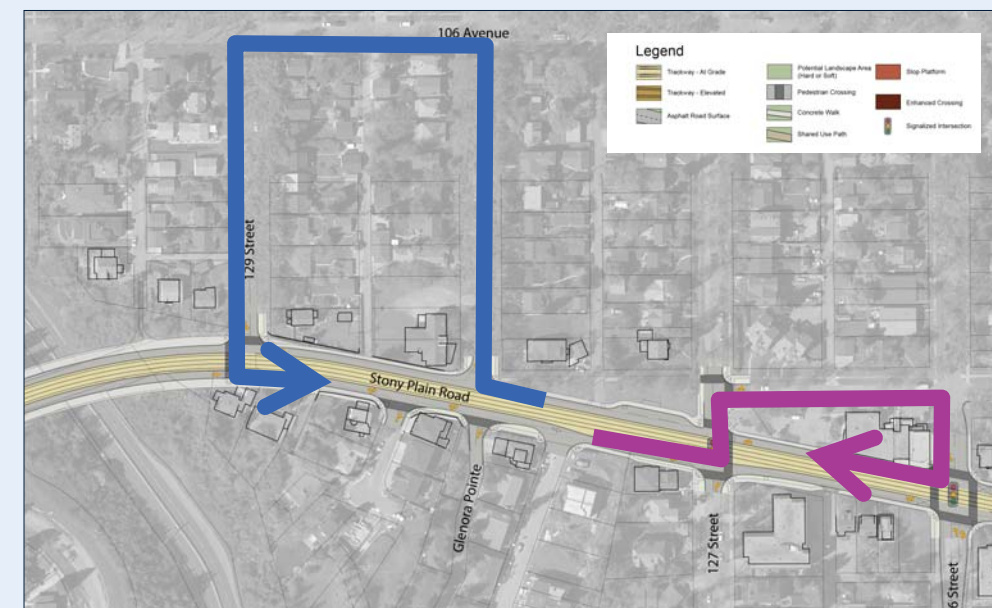 106 Avenue
Legend
Trackway - At Grade
Trackway - Elevated
Asphalt Road Surface
Potential Landscape Area
(Hard or Soft)
Pedestrian Crossing
Concrete Walk
Shared Use Path
Stop Platform
Enhanced Crossing
Signalized Intersection
129 Street
Stony Plain Road
Glenora Pointe
127 Street
6 Street